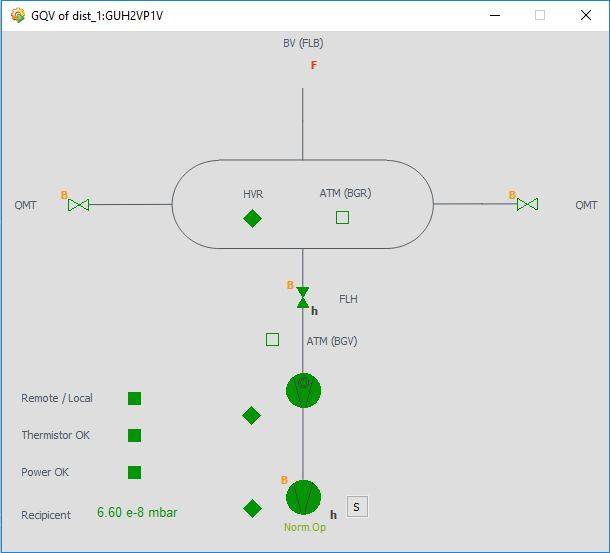 GQV of dist_1:GUH2VP1V
BV (FLB)
F
HVR
ATM (BGR)
QMT
B
B
QMT
B
FLH
h
ATM (BGV)
Remote / Local
Thermistor OK
Power OK
B
S
h
Recipicent
6.60 e-8 mbar
Norm.Op